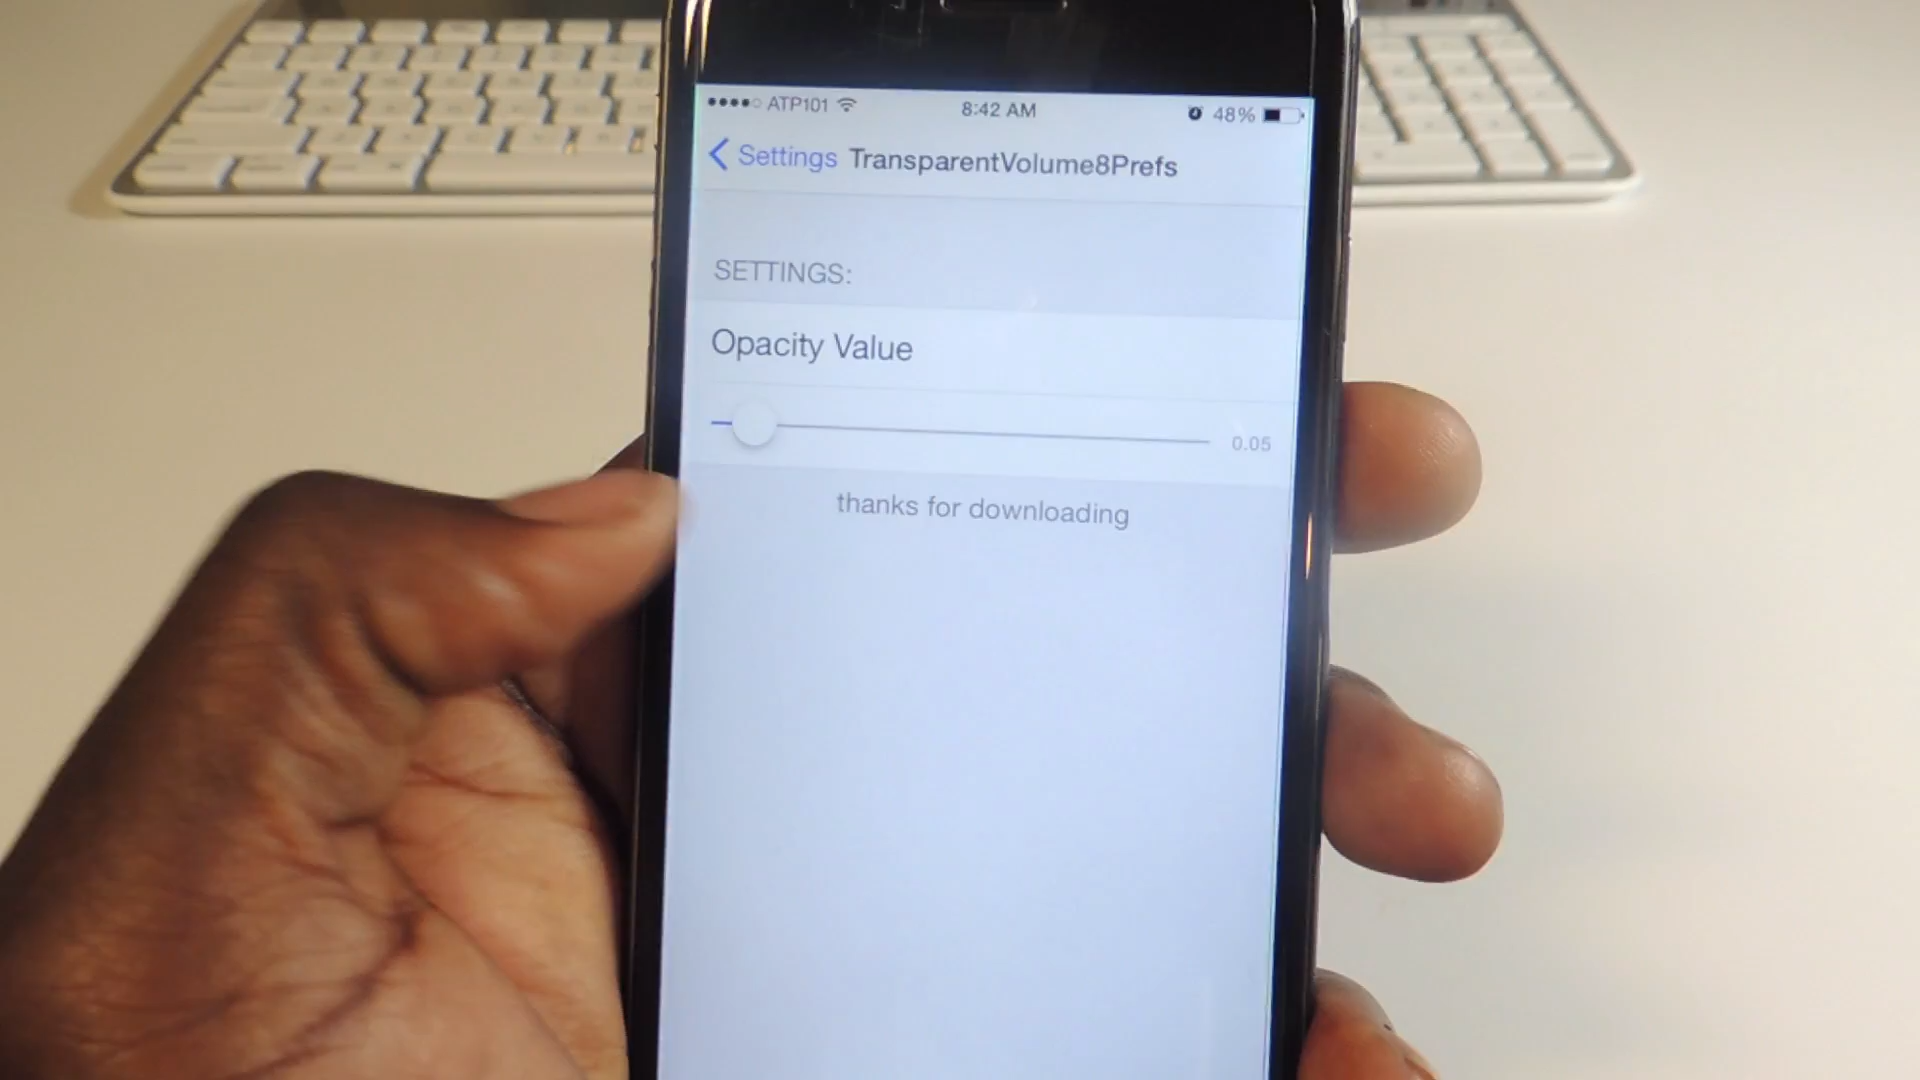 ATP101 8:42 AM 48%
Settings TransparentVolume8Prefs
SETTINGS:
Opacity Value
0.05
thanks for downloading